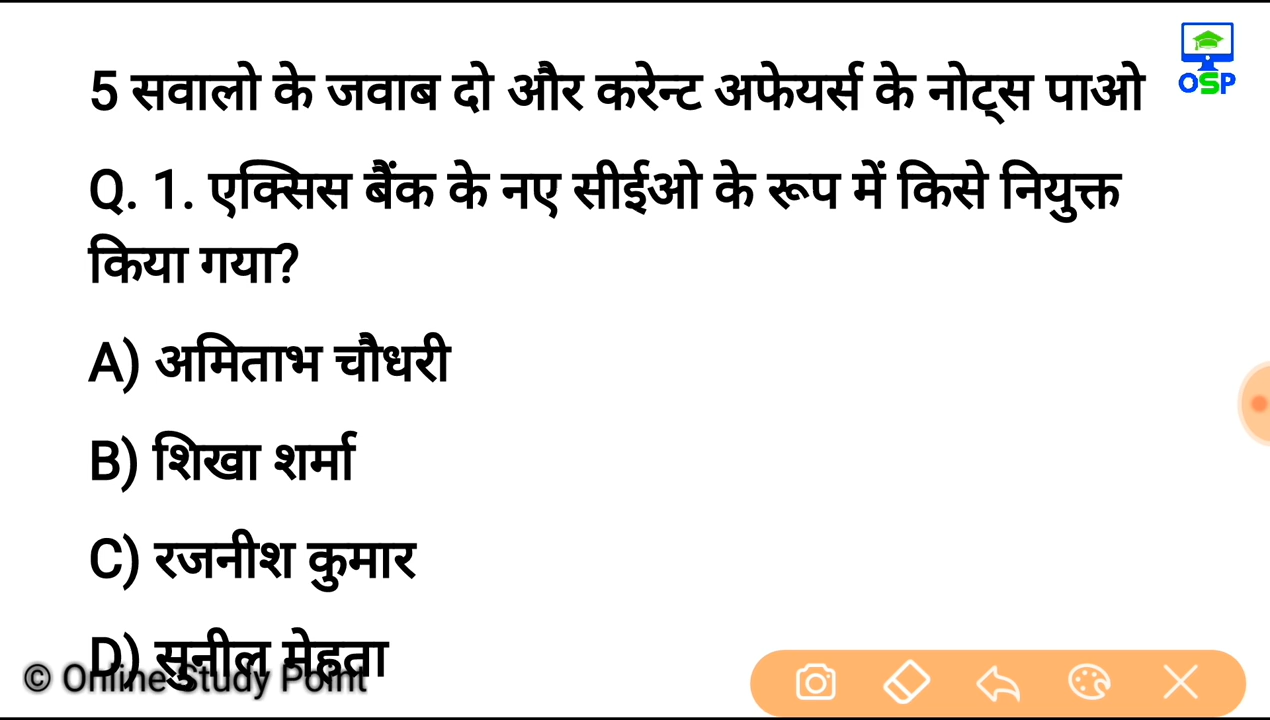 OSP
5 सवालो के जवाब दो और करेन्ट अफेयर्स के नोट्स पाओ
Q. 1. एक्सिस बैंक के नए सीईओ के रूप में किसे नियुक्त
किया गया?
A) अमिताभ चौधरी
B) शिखा शर्मा
C) रजनीश कुमार
D) सुनील मेहता
© Online Study Point